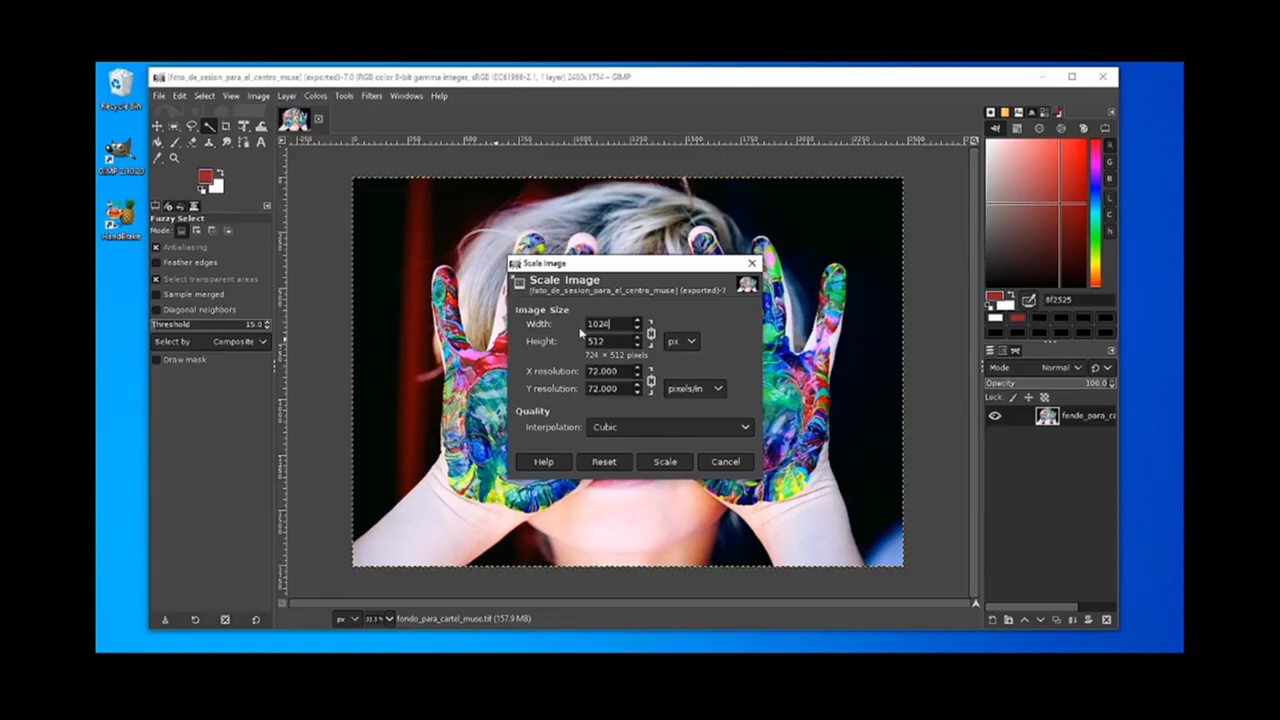 Recycle Bin
GIMP 2.10.20
HandBrake
[foto_de_sesion_para_el_centro_muse] (exported)-7.0 (RGB color 8-bit gamma integer, sRGB IEC61966-2.1, 1 layer) 2480x1754 – GIMP
File Edit Select View Image Layer Colors Tools Filters Windows Help
Fuzzy Select
Mode:
Antialiasing
Feather edges
Select transparent areas
Sample merged
Diagonal neighbors
Threshold 15.0
Select by Composite
Draw mask
Scale Image
Scale Image
[foto_de_sesion_para_el_centro_muse] (exported)-7
Image Size
Width: 1024
Height: 512 px
724 × 512 pixels
X resolution: 72.000
Y resolution: 72.000 pixels/in
Quality
Interpolation: Cubic
Help Reset Scale Cancel
R
G
B
L
C
h
8f2525
Mode Normal
Opacity 100.0
Lock:
fondo_para_ca
px 33.3 % fondo_para_cartel_muse.tif (157.9 MB)